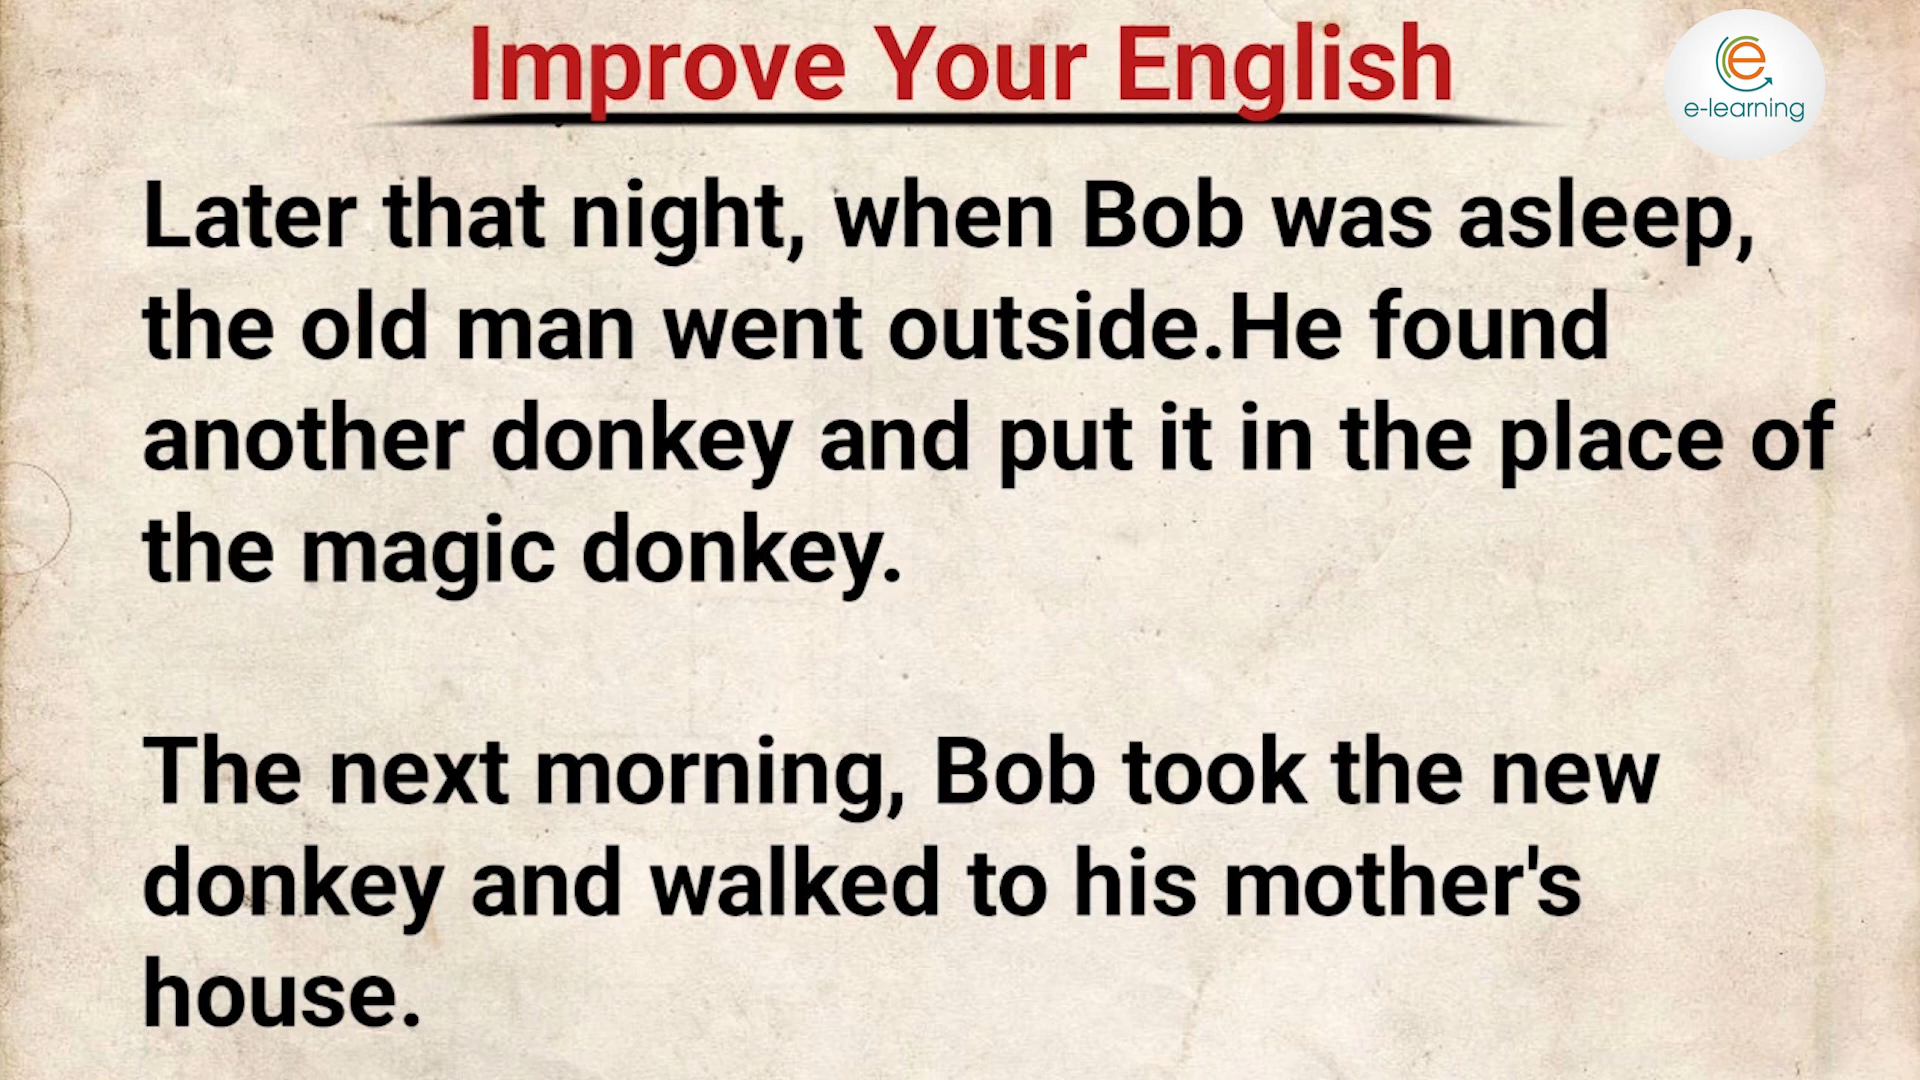 Improve Your English
e
e-learning
Later that night, when Bob was asleep,
the old man went outside.He found
another donkey and put it in the place of
the magic donkey.
The next morning, Bob took the new
donkey and walked to his mother's
house.